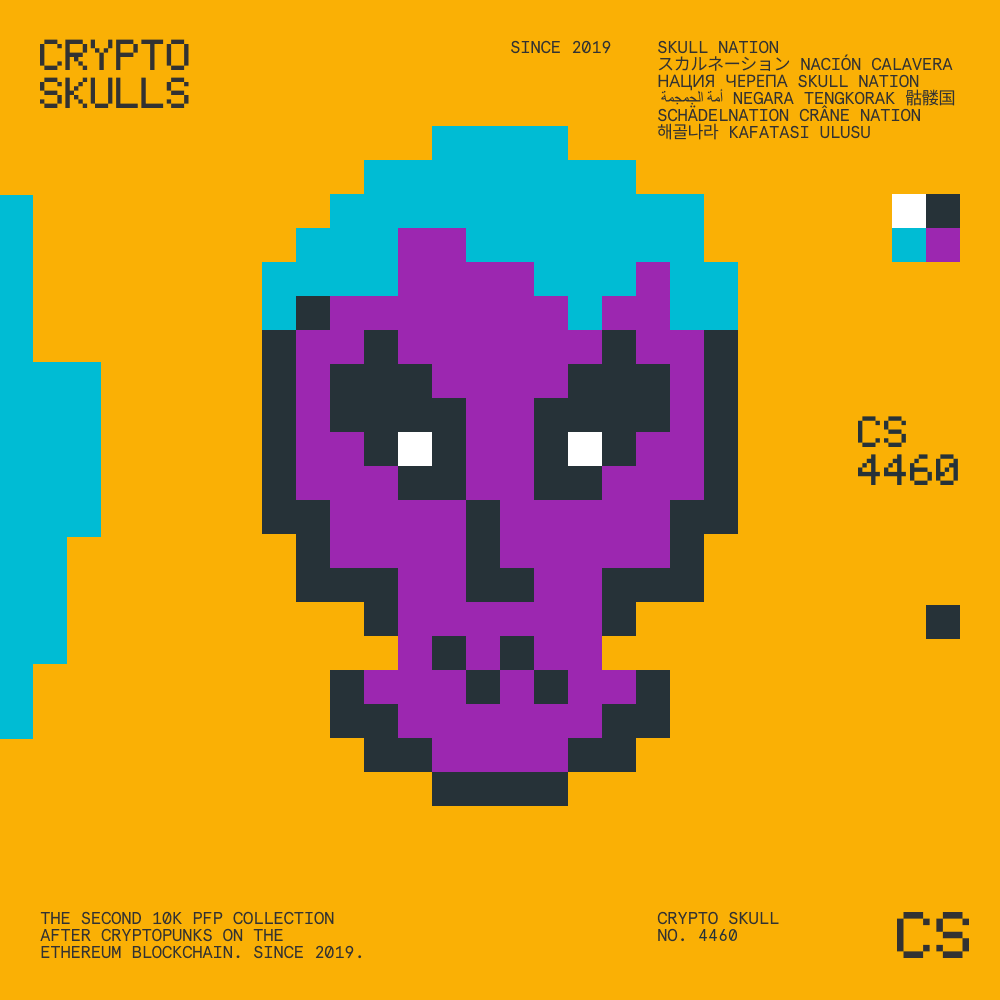 CRYPTO
SKULLS
SINCE 2019
SKULL NATION
スカルネーション NACIÓN CALAVERA
НАЦИЯ ЧЕРЕПА SKULL NATION
أمة الجمجمة NEGARA TENGKORAK 骷髅国
SCHÄDELNATION CRÂNE NATION
해골나라 KAFATASI ULUSU
CS
4460
THE SECOND 10K PFP COLLECTION
AFTER CRYPTOPUNKS ON THE
ETHEREUM BLOCKCHAIN. SINCE 2019.
CRYPTO SKULL
NO. 4460
CS